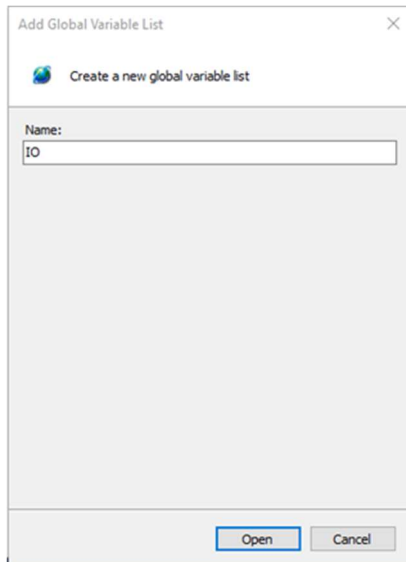 Add Global Variable List
Create a new global variable list
Name:
IO
Open
Cancel